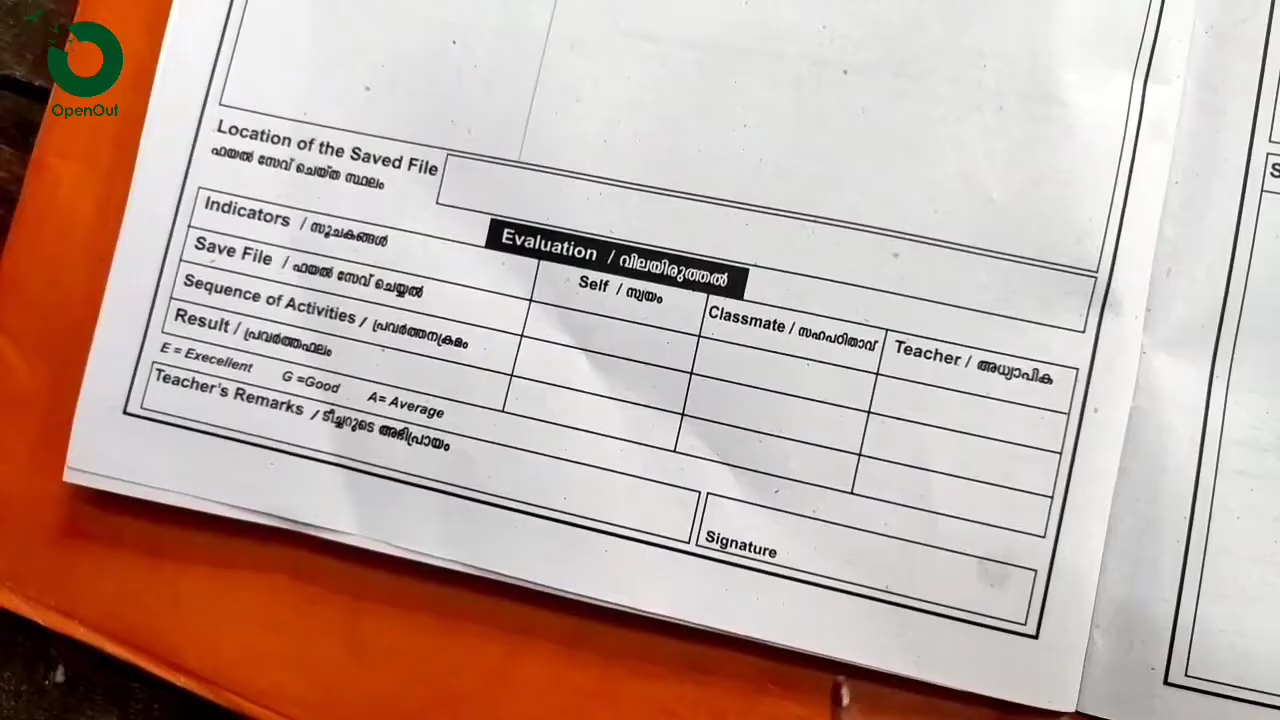 OpenOut
Location of the Saved File
ഫയൽ സേവ് ചെയ്ത സ്ഥലം
Evaluation / വിലയിരുത്തൽ
Indicators / സൂചകങ്ങൾ
Self / സ്വയം
Classmate / സഹപഠിതാവ്
Teacher / അധ്യാപിക
Save File / ഫയൽ സേവ് ചെയ്യൽ
Sequence of Activities / പ്രവർത്തനക്രമം
Result / പ്രവർത്തഫലം
E = Execellent G =Good A= Average
Teacher's Remarks / ടീച്ചറുടെ അഭിപ്രായം
Signature
S